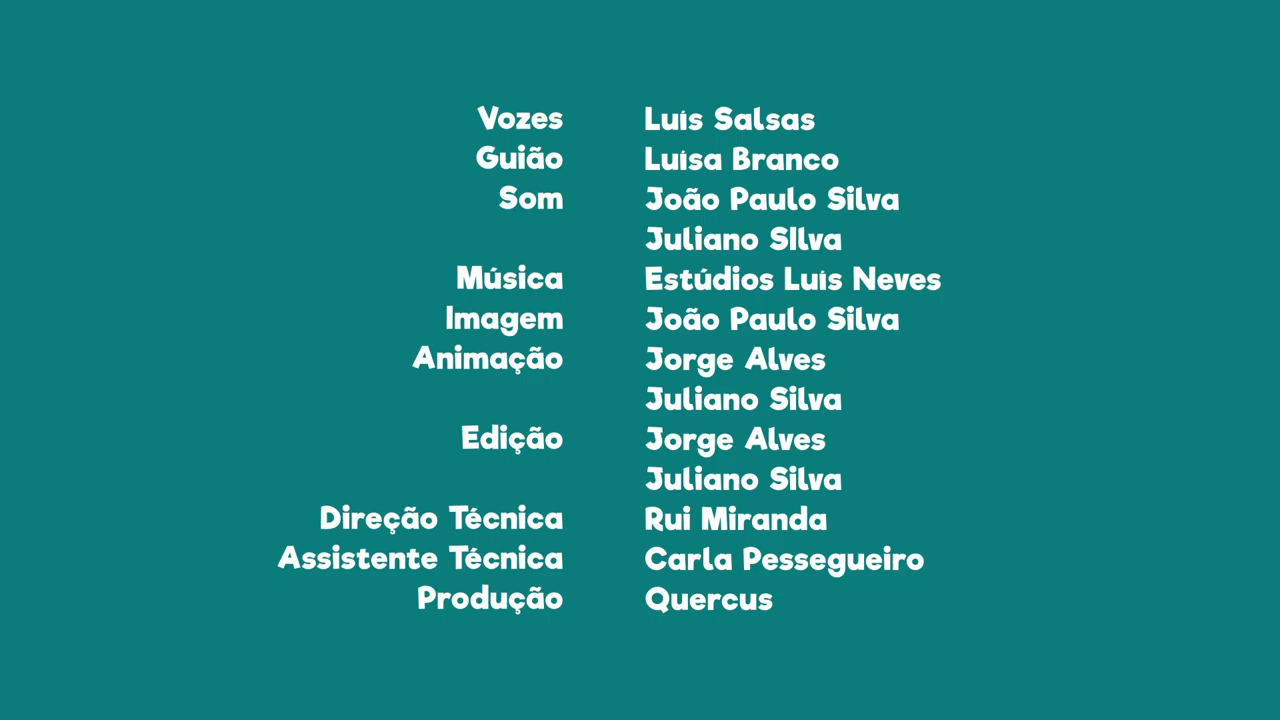 Vozes Luís Salsas
Guião Luísa Branco
Som João Paulo Silva
Juliano SIlva
Música Estúdios Luís Neves
Imagem João Paulo Silva
Animação Jorge Alves
Juliano Silva
Edição Jorge Alves
Juliano Silva
Direção Técnica Rui Miranda
Assistente Técnica Carla Pessegueiro
Produção Quercus